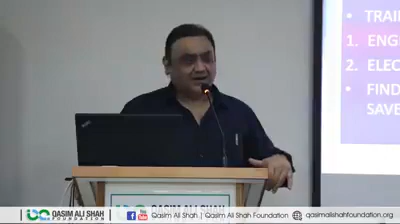 • TRAI
1. ENG
2. ELEC
• FIND
SAVE
QASIM ALI SHAH
QASIM ALI SHAH FOUNDATION
Qasim Ali Shah | Qasim Ali Shah Foundation
qasimalishahfoundation.org